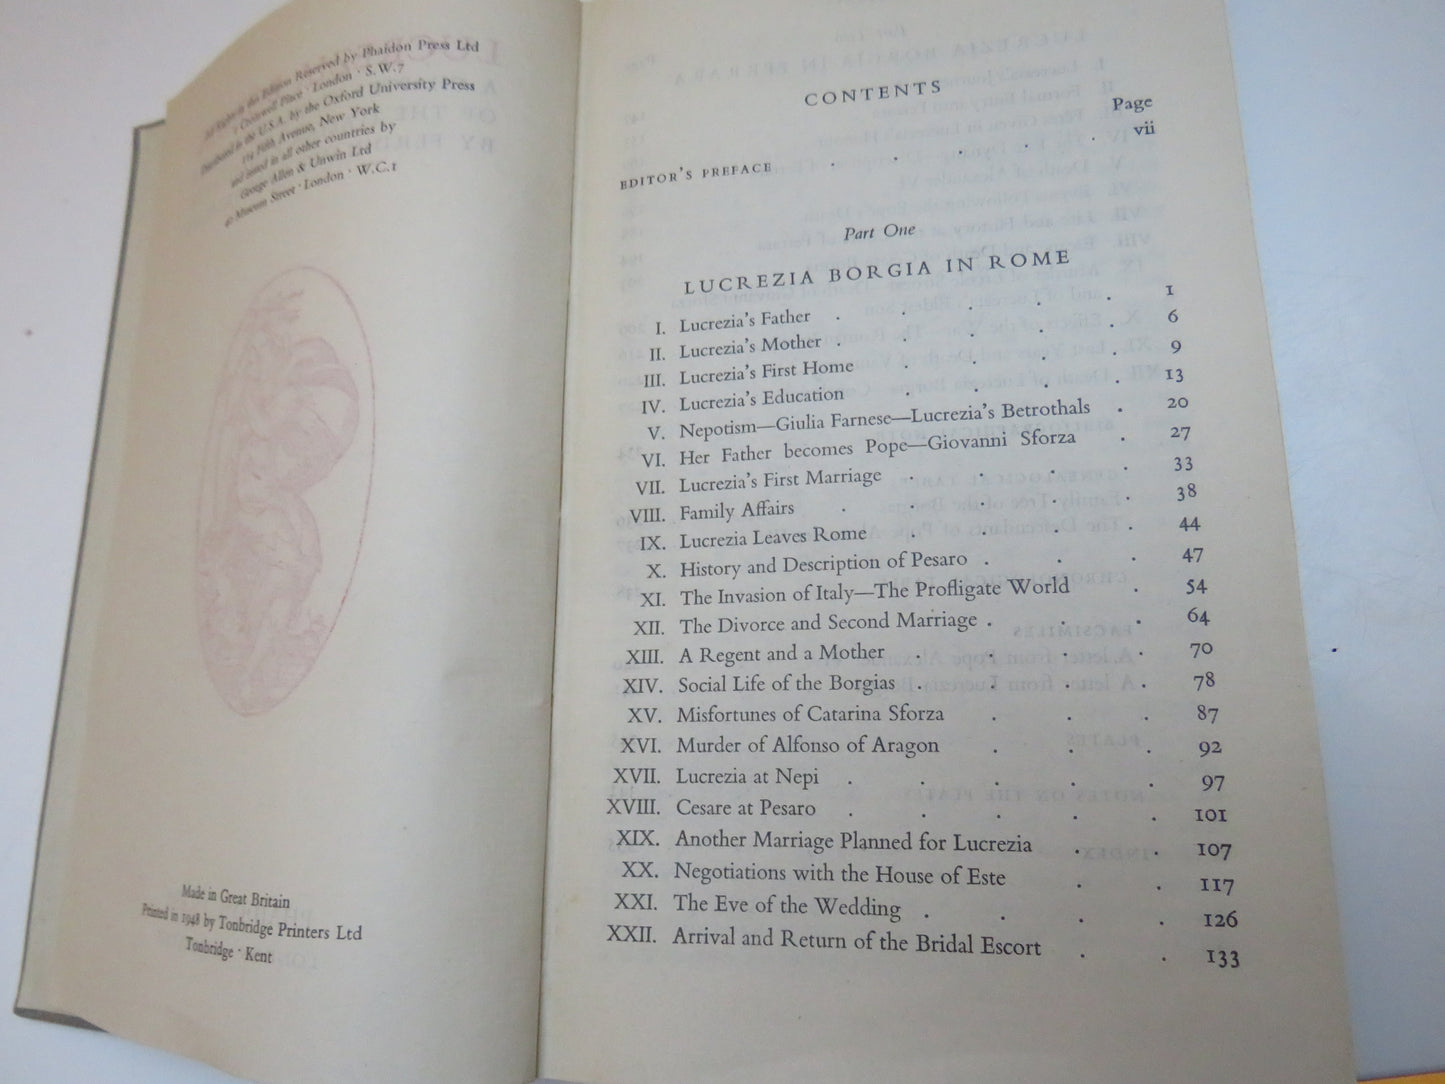 All Rights in this Edition Reserved by Phaidon Press Ltd
5 Cromwell Place · London · S.W.7
Distributed in the U.S.A. by the Oxford University Press
114 Fifth Avenue, New York
and issued in all other countries by
George Allen & Unwin Ltd
40 Museum Street · London · W.C.1
Made in Great Britain
Printed in 1948 by Tonbridge Printers Ltd
Tonbridge · Kent
CONTENTS
Page
EDITOR'S PREFACE . . . . . vii
Part One
LUCREZIA BORGIA IN ROME
I. Lucrezia's Father . . . . . 1
II. Lucrezia's Mother . . . . . 6
III. Lucrezia's First Home . . . . 9
IV. Lucrezia's Education . . . . 13
V. Nepotism—Giulia Farnese—Lucrezia's Betrothals . 20
VI. Her Father becomes Pope—Giovanni Sforza . 27
VII. Lucrezia's First Marriage . . . . 33
VIII. Family Affairs . . . . . 38
IX. Lucrezia Leaves Rome . . . . 44
X. History and Description of Pesaro . . . 47
XI. The Invasion of Italy—The Profligate World . 54
XII. The Divorce and Second Marriage . . . 64
XIII. A Regent and a Mother . . . . 70
XIV. Social Life of the Borgias . . . . 78
XV. Misfortunes of Catarina Sforza . . . 87
XVI. Murder of Alfonso of Aragon . . . 92
XVII. Lucrezia at Nepi . . . . . 97
XVIII. Cesare at Pesaro . . . . . 101
XIX. Another Marriage Planned for Lucrezia . . 107
XX. Negotiations with the House of Este . . 117
XXI. The Eve of the Wedding . . . . 126
XXII. Arrival and Return of the Bridal Escort . . 133